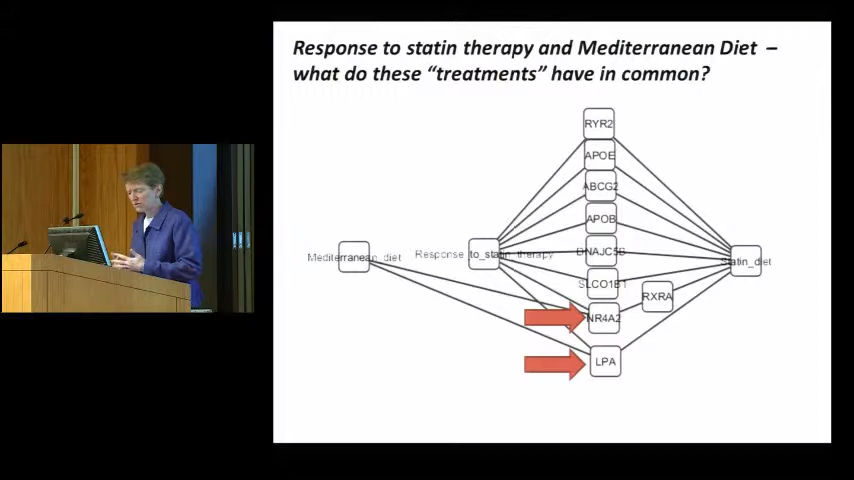 Response to statin therapy and Mediterranean Diet –
what do these “treatments” have in common?
RYR2
APOE
ABCG2
APOB
Mediterranean_diet
Response_to_statin_therapy
DNAJC5B
Statin_diet
SLCO1B1
RXRA
NR4A2
LPA